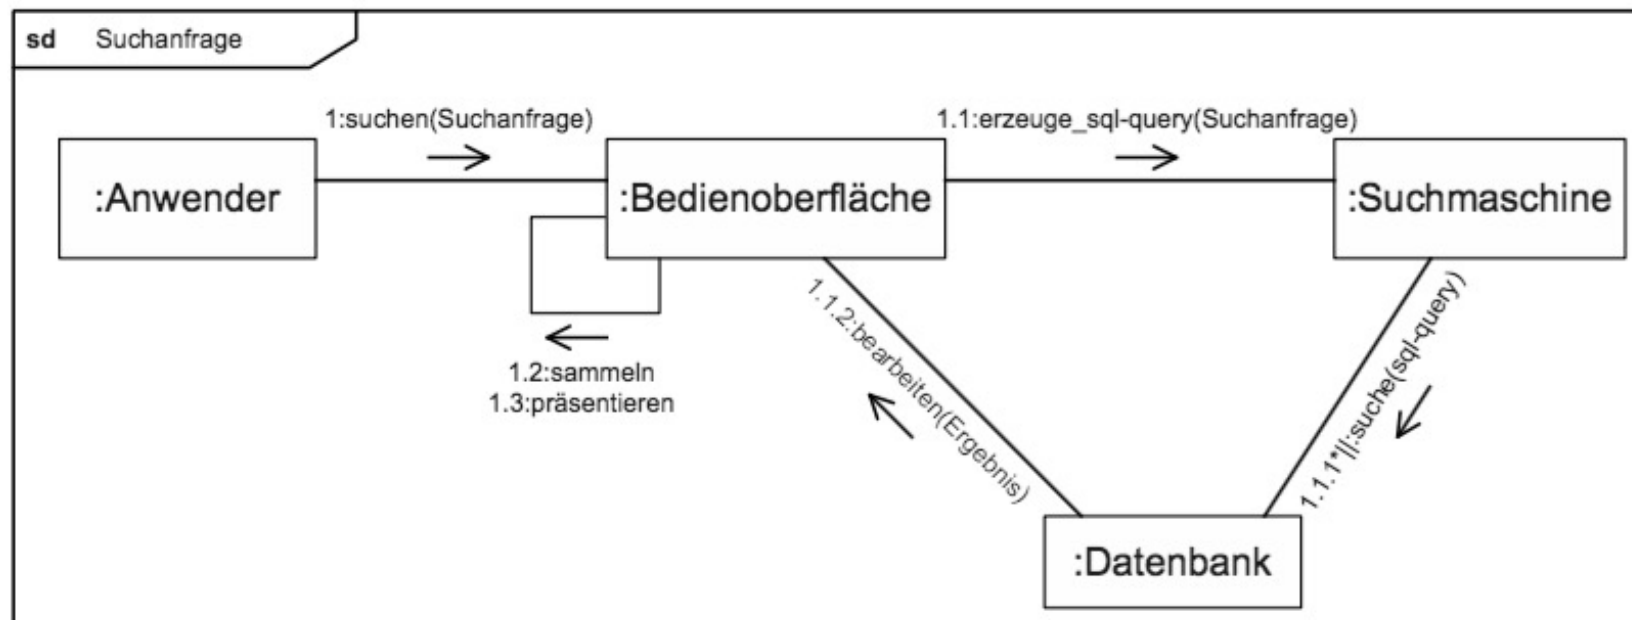 sd Suchanfrage
1:suchen(Suchanfrage)
1.1:erzeuge_sql-query(Suchanfrage)
:Anwender
:Bedienoberfläche
:Suchmaschine
1.2:sammeln
1.3:präsentieren
1.1.2:bearbeiten(Ergebnis)
1.1.1*||:suche(sql-query)
:Datenbank